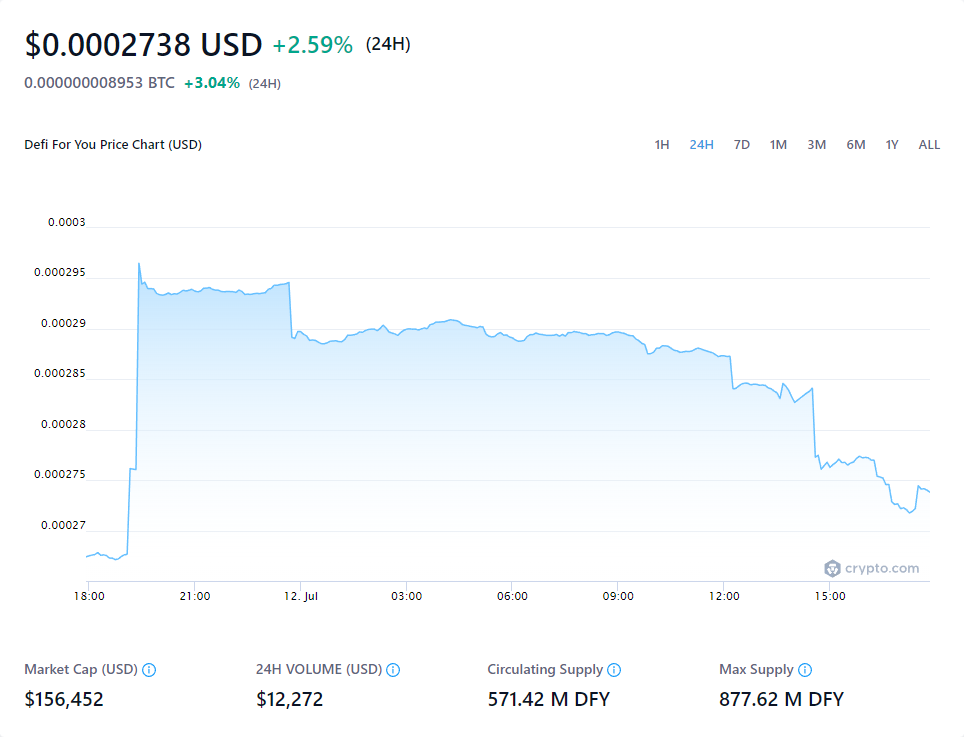 $0.0002738 USD +2.59% (24H)
0.000000008953 BTC +3.04% (24H)
Defi For You Price Chart (USD) 1H 24H 7D 1M 3M 6M 1Y ALL
0.0003
0.000295
0.00029
0.000285
0.00028
0.000275
0.00027
crypto.com
18:00 21:00 12. Jul 03:00 06:00 09:00 12:00 15:00
Market Cap (USD) 24H VOLUME (USD) Circulating Supply Max Supply
$156,452 $12,272 571.42 M DFY 877.62 M DFY